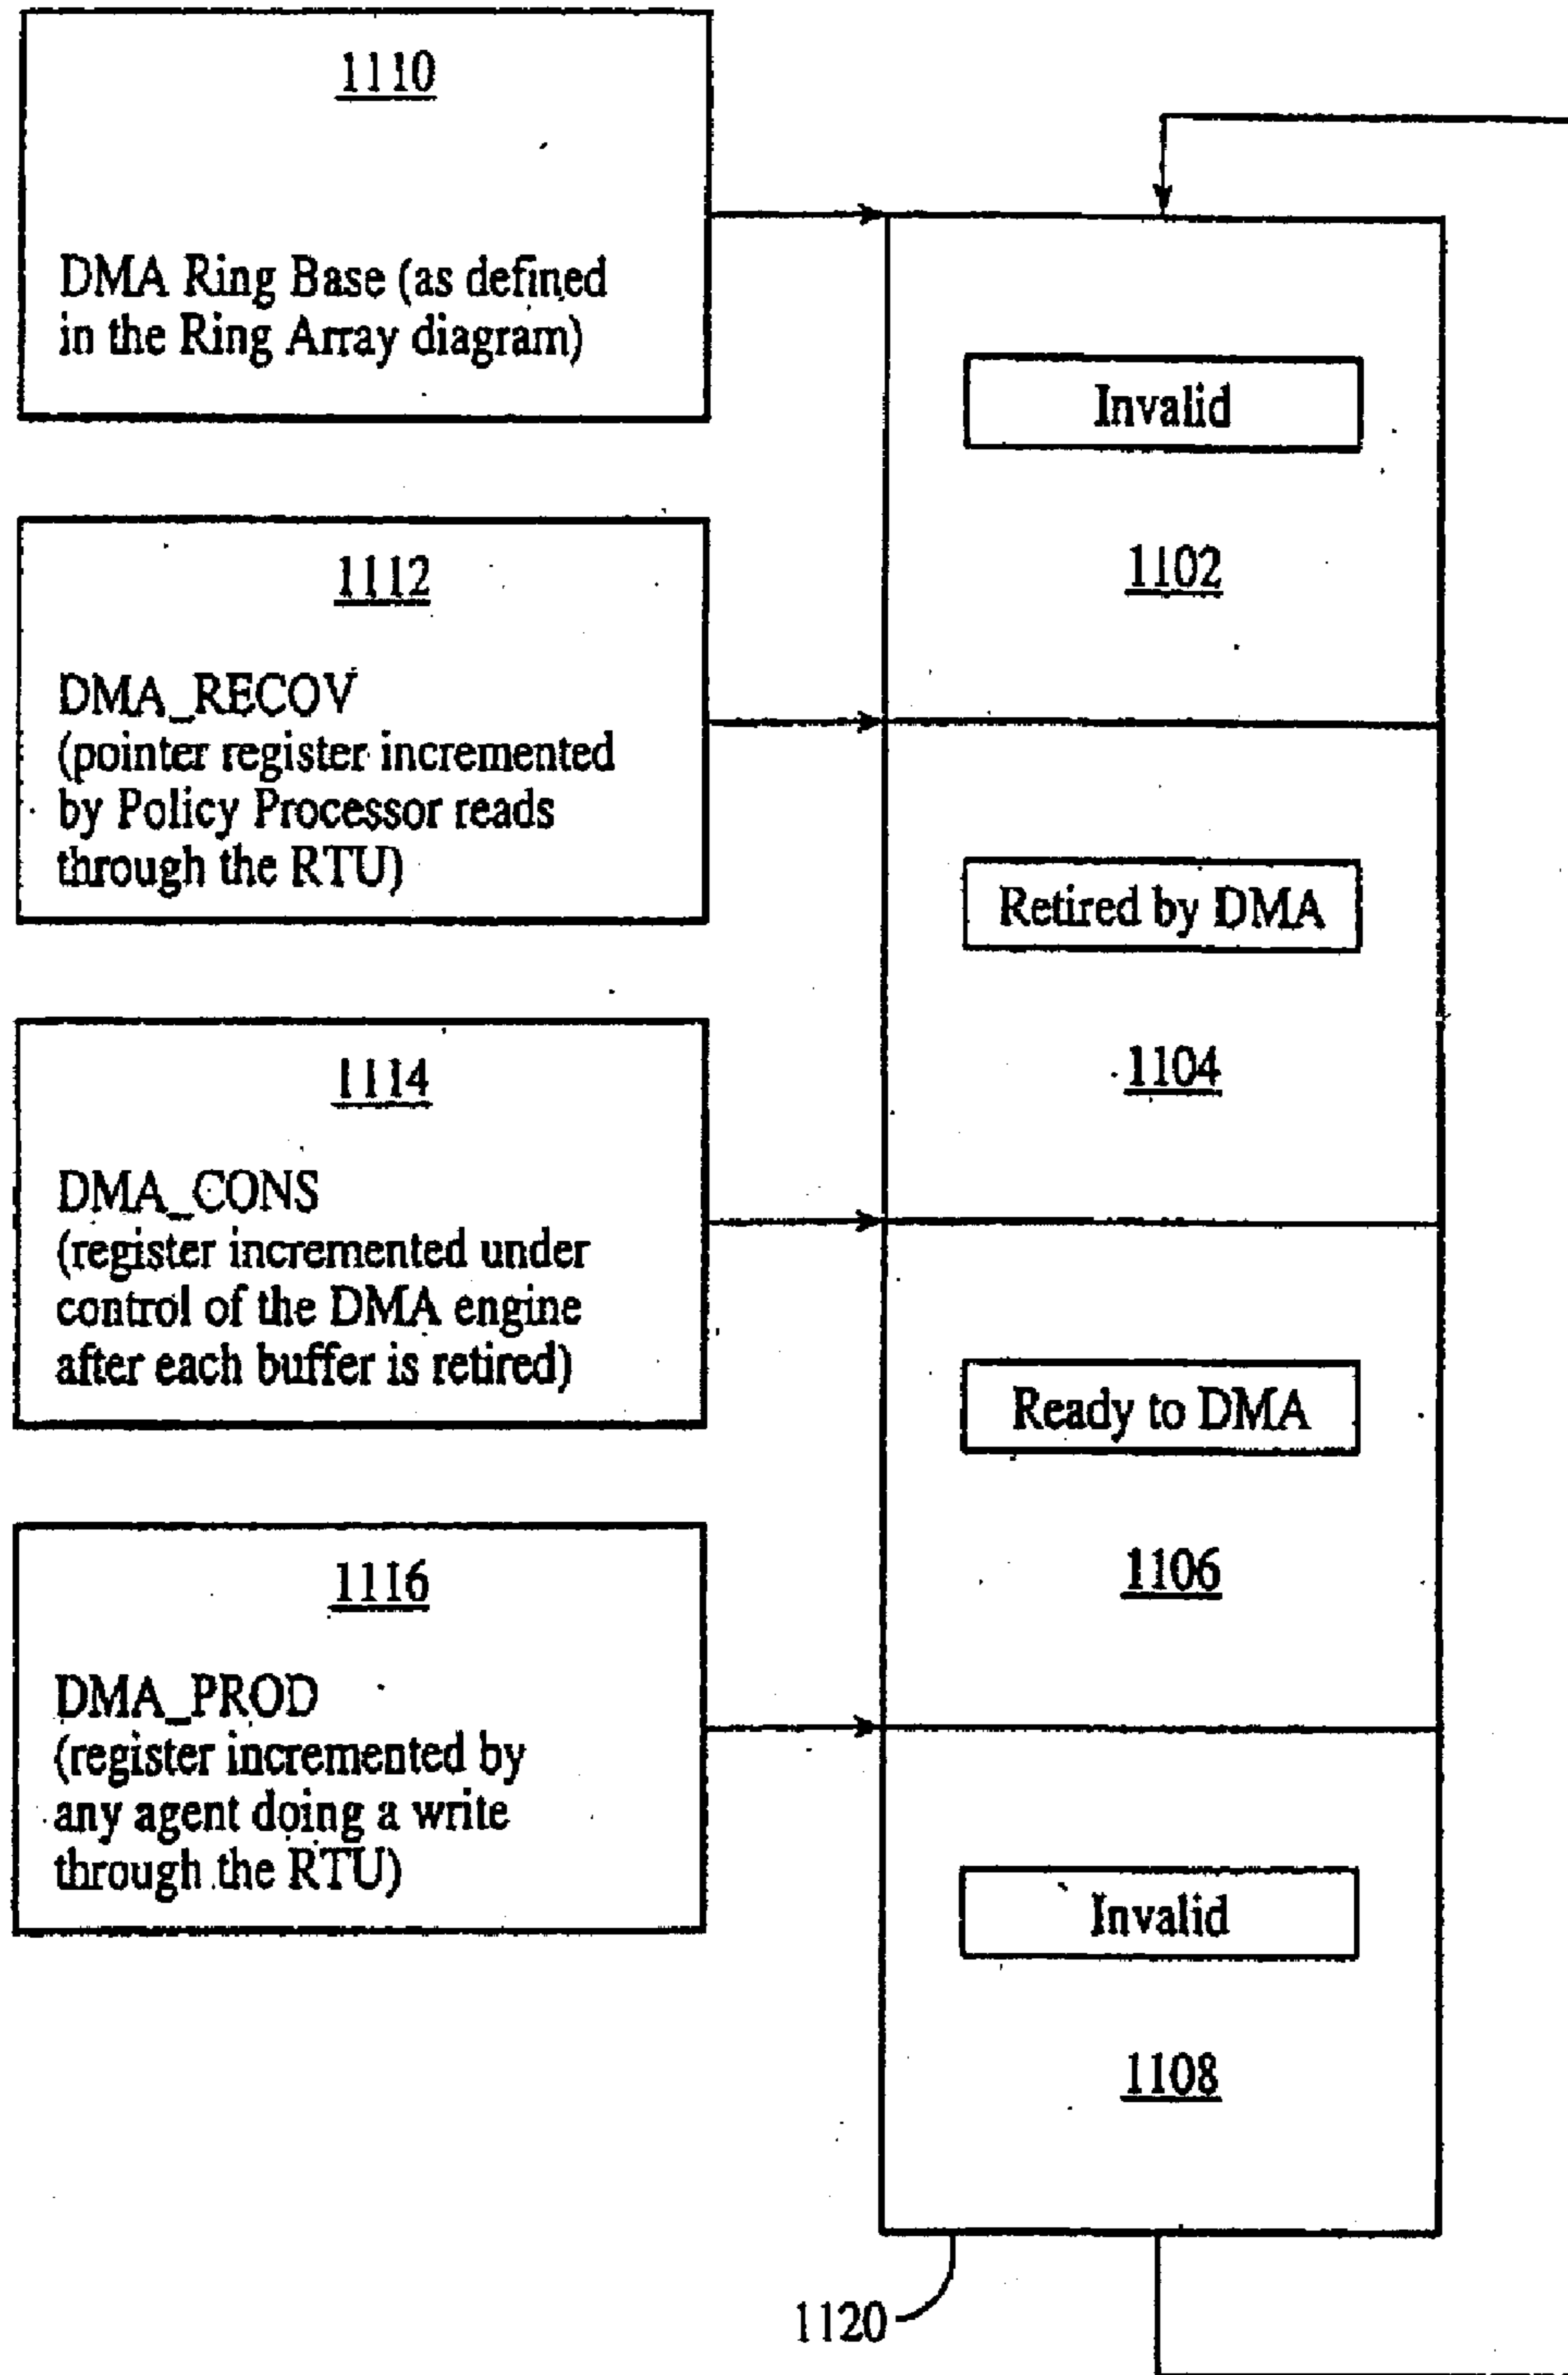 1110
DMA Ring Base (as defined
in the Ring Array diagram)
Invalid
1102
1112
DMA_RECOV
(pointer register incremented
by Policy Processor reads
through the RTU)
Retired by DMA
1104
1114
DMA_CONS
(register incremented under
control of the DMA engine
after each buffer is retired)
Ready to DMA
1106
1116
DMA_PROD
(register incremented by
any agent doing a write
through the RTU)
Invalid
1108
1120